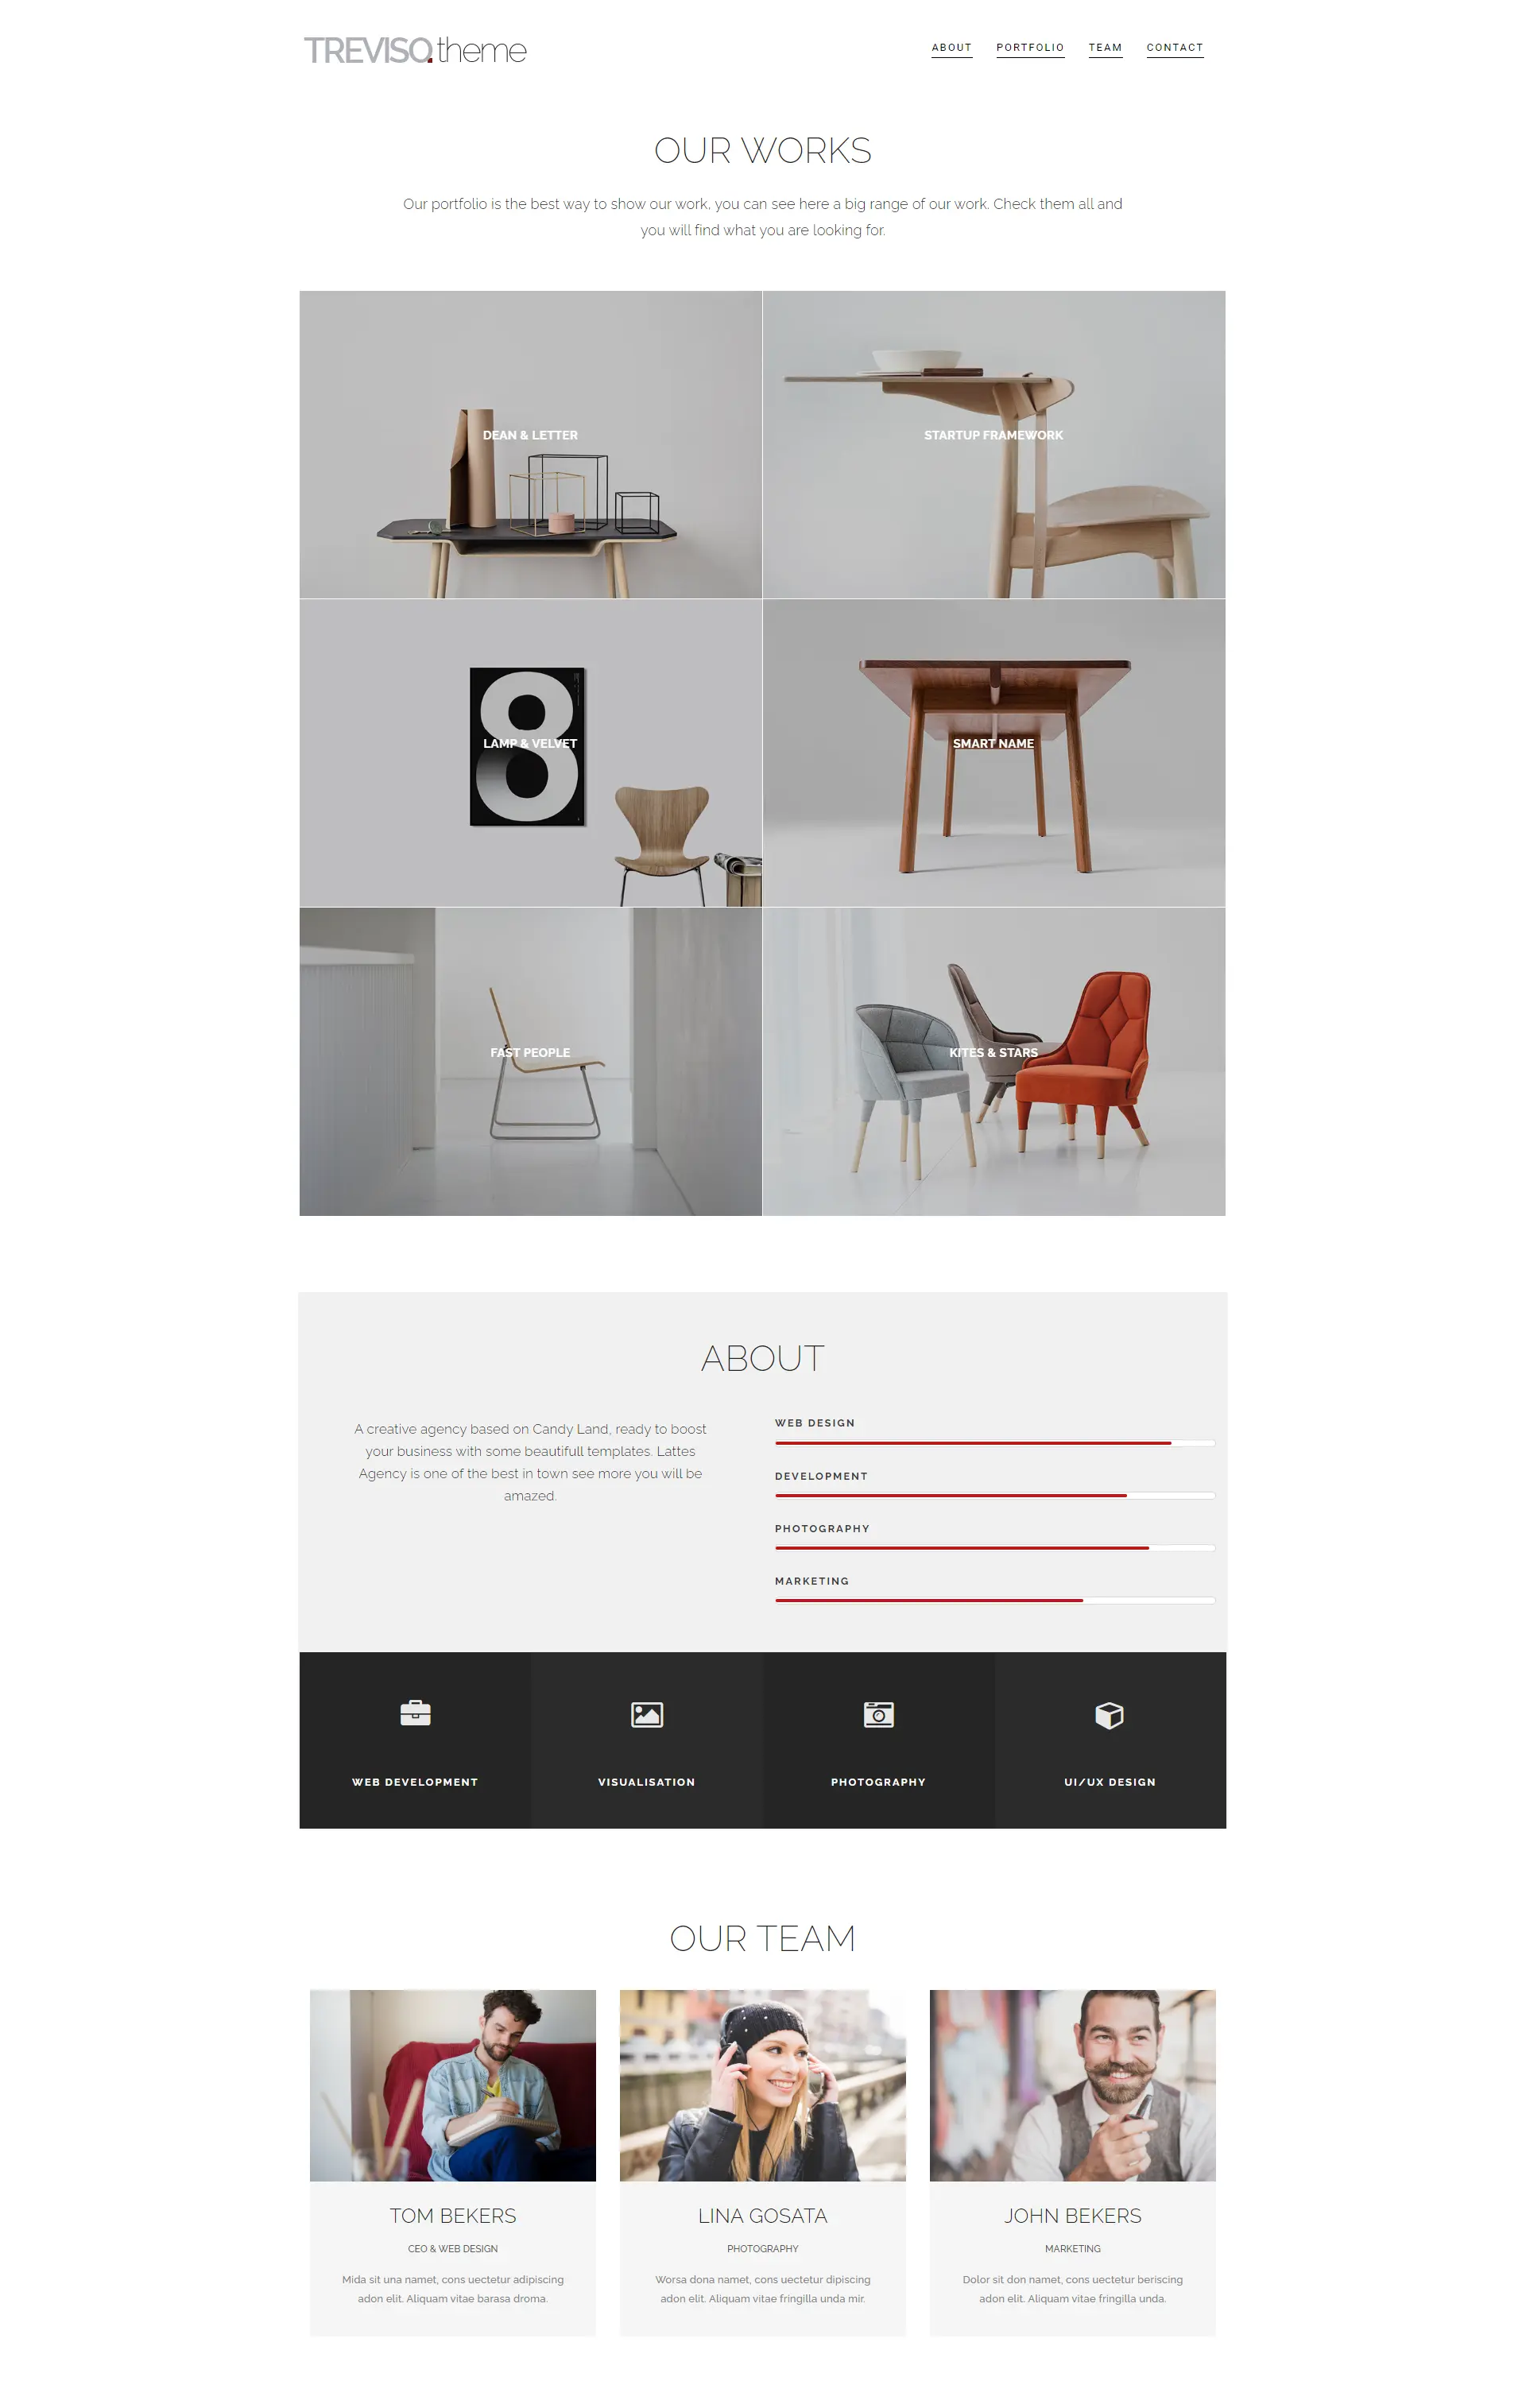 TREVISO.theme
ABOUT PORTFOLIO TEAM CONTACT
OUR WORKS
Our portfolio is the best way to show our work, you can see here a big range of our work. Check them all and
you will find what you are looking for.
DEAN & LETTER
STARTUP FRAMEWORK
8
LAMP & VELVET
SMART NAME
FAST PEOPLE
KITES & STARS
ABOUT
A creative agency based on Candy Land, ready to boost
your business with some beautifull templates. Lattes
Agency is one of the best in town see more you will be
amazed.
WEB DESIGN
DEVELOPMENT
PHOTOGRAPHY
MARKETING
WEB DEVELOPMENT
VISUALISATION
PHOTOGRAPHY
UI/UX DESIGN
OUR TEAM
TOM BEKERS
CEO & WEB DESIGN
Mida sit una namet, cons uectetur adipiscing
adon elit. Aliquam vitae barasa droma.
LINA GOSATA
PHOTOGRAPHY
Worsa dona namet, cons uectetur dipiscing
adon elit. Aliquam vitae fringilla unda mir.
JOHN BEKERS
MARKETING
Dolor sit don namet, cons uectetur beriscing
adon elit. Aliquam vitae fringilla unda.